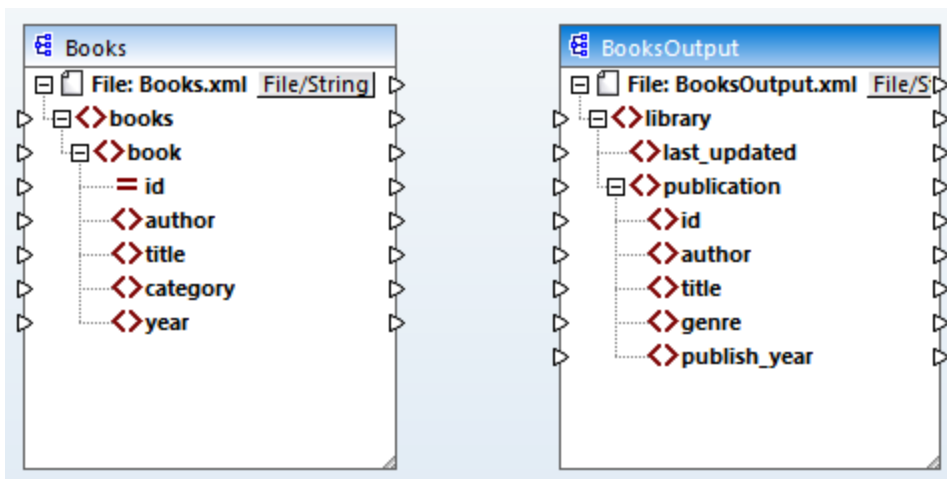 Books
File: Books.xml File/String
books
book
= id
author
title
category
year
BooksOutput
File: BooksOutput.xml File/S
library
last_updated
publication
id
author
title
genre
publish_year